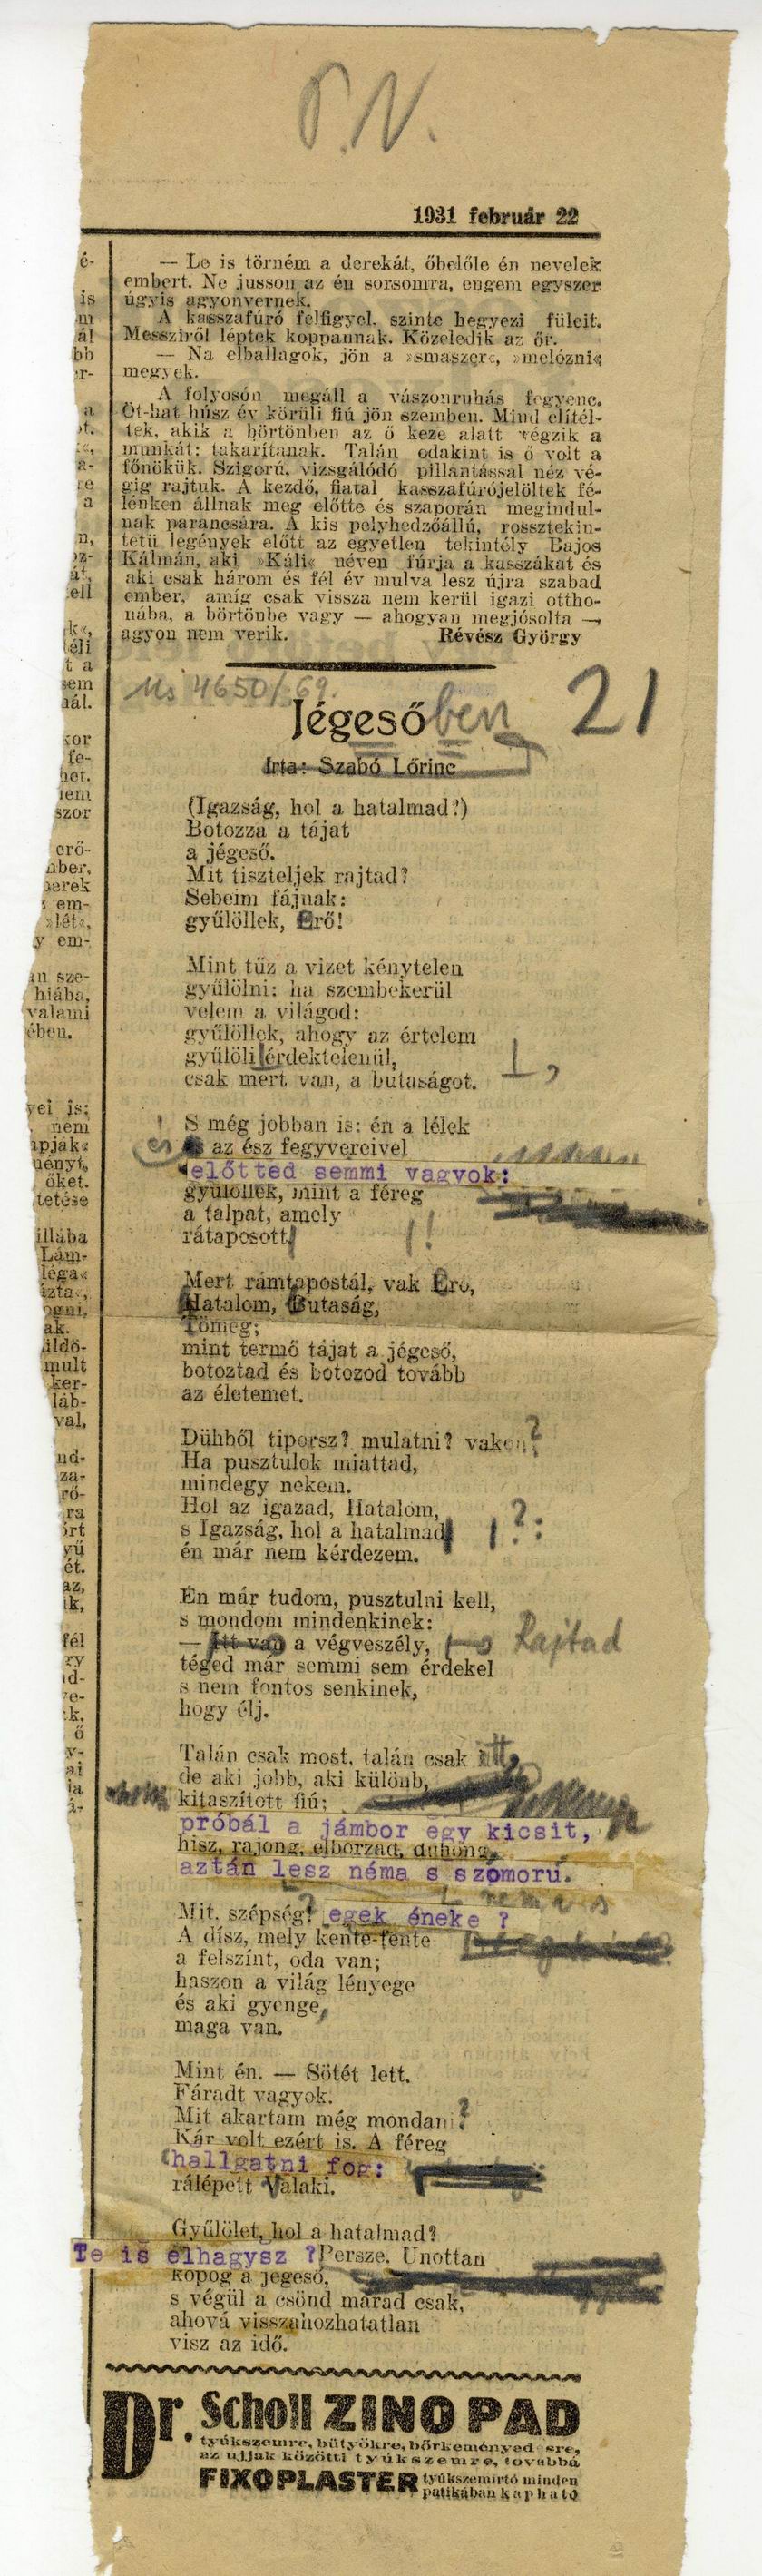 P.N.
1931 február 22
— Le is törném a derekát, őbelőle én nevelek
embert. Ne jusson az én sorsomra, engem egyszer
úgyis agyonvernek.
A kasszafúró felfigyel, szinte hegyezi füleit.
Messziről léptek koppannak. Közeledik az őr.
— Na elballagok, jön a »smaszer«, »melózni«
megyek.
A folyosón megáll a vászonruhás fegyenc.
Öt-hat húsz év körüli fiú jön szemben. Mind elítél-
tek, akik a börtönben az ő keze alatt végzik a
munkát: takarítanak. Talán odakint is ő volt a
főnökük. Szigorú, vizsgálódó pillantással néz vé-
gig rajtuk. A kezdő, fiatal kasszafúrójelöltek fé-
lénken állnak meg előtte és szaporán megindul-
nak parancsára. A kis pelyhedzőállú, rossztekin-
tetü legények előtt az egyetlen tekintély Bajos
Kálmán, aki »Káli« néven fúrja a kasszákat és
aki csak három és fél év mulva lesz újra szabad
ember, amíg csak vissza nem kerül igazi ottho-
nába, a börtönbe vagy — ahogyan megjósolta —
agyon nem verik. Révész György
Ms 4650/69.
21
Jégesőben
Irta: Szabó Lőrinc
(Igazság, hol a hatalmad?)
Botozza a tájat
a jégeső.
Mit tiszteljek rajtad?
Sebeim fájnak:
gyűlöllek, Erő!
Mint tűz a vizet kénytelen
gyűlölni: ha szembekerül
velem a világod:
gyűlöllek, ahogy az értelem
gyűlöli érdektelenül,
csak mert van, a butaságot.
S még jobban is: én a lélek
és az ész fegyvereivel
előtted semmi vagyok:
gyűlöllek, mint a féreg
a talpat, amely
rátaposott!
Mert rámtapostál, vak Erő,
Hatalom, Butaság,
Tömeg;
mint termő tájat a jégeső,
botoztad és botozod tovább
az életemet.
Dühből tiporsz? mulatni? vakon?
Ha pusztulok miattad,
mindegy nekem.
Hol az igazad, Hatalom,
s Igazság, hol a hatalmad ?:
én már nem kérdezem.
Én már tudom, pusztulni kell,
s mondom mindenkinek:
— Itt van a végveszély, Rajtad
téged már semmi sem érdekel
s nem fontos senkinek,
hogy élj.
Talán csak most, talán csak itt,
de aki jobb, aki különb,
kitaszított fiú;
próbál a jámbor egy kicsit,
hisz, rajong, elborzad, dühöng,
aztán lesz néma s szomorú.
néma s
Mit, szépség? egek éneke ?
A dísz, mely kente-fente
a felszínt, oda van;
haszon a világ lényege
és aki gyenge,
maga van.
Mint én. — Sötét lett.
Fáradt vagyok.
Mit akartam még mondani?
Kár volt ezért is. A féreg
hallgatni fog:
rálépett Valaki.
Gyűlölet, hol a hatalmad?
Te is elhagysz ? Persze. Unottan
kopog a jégeső,
s végül a csönd marad csak,
ahová visszahozhatatlan
visz az idő.
Dr. Scholl ZINO PAD
tyúkszemre, bütyökre, bőrkeményedésre,
az ujjak közötti tyúkszemre, továbbá
FIXOPLASTER tyúkszemírtó minden
patikában kapható